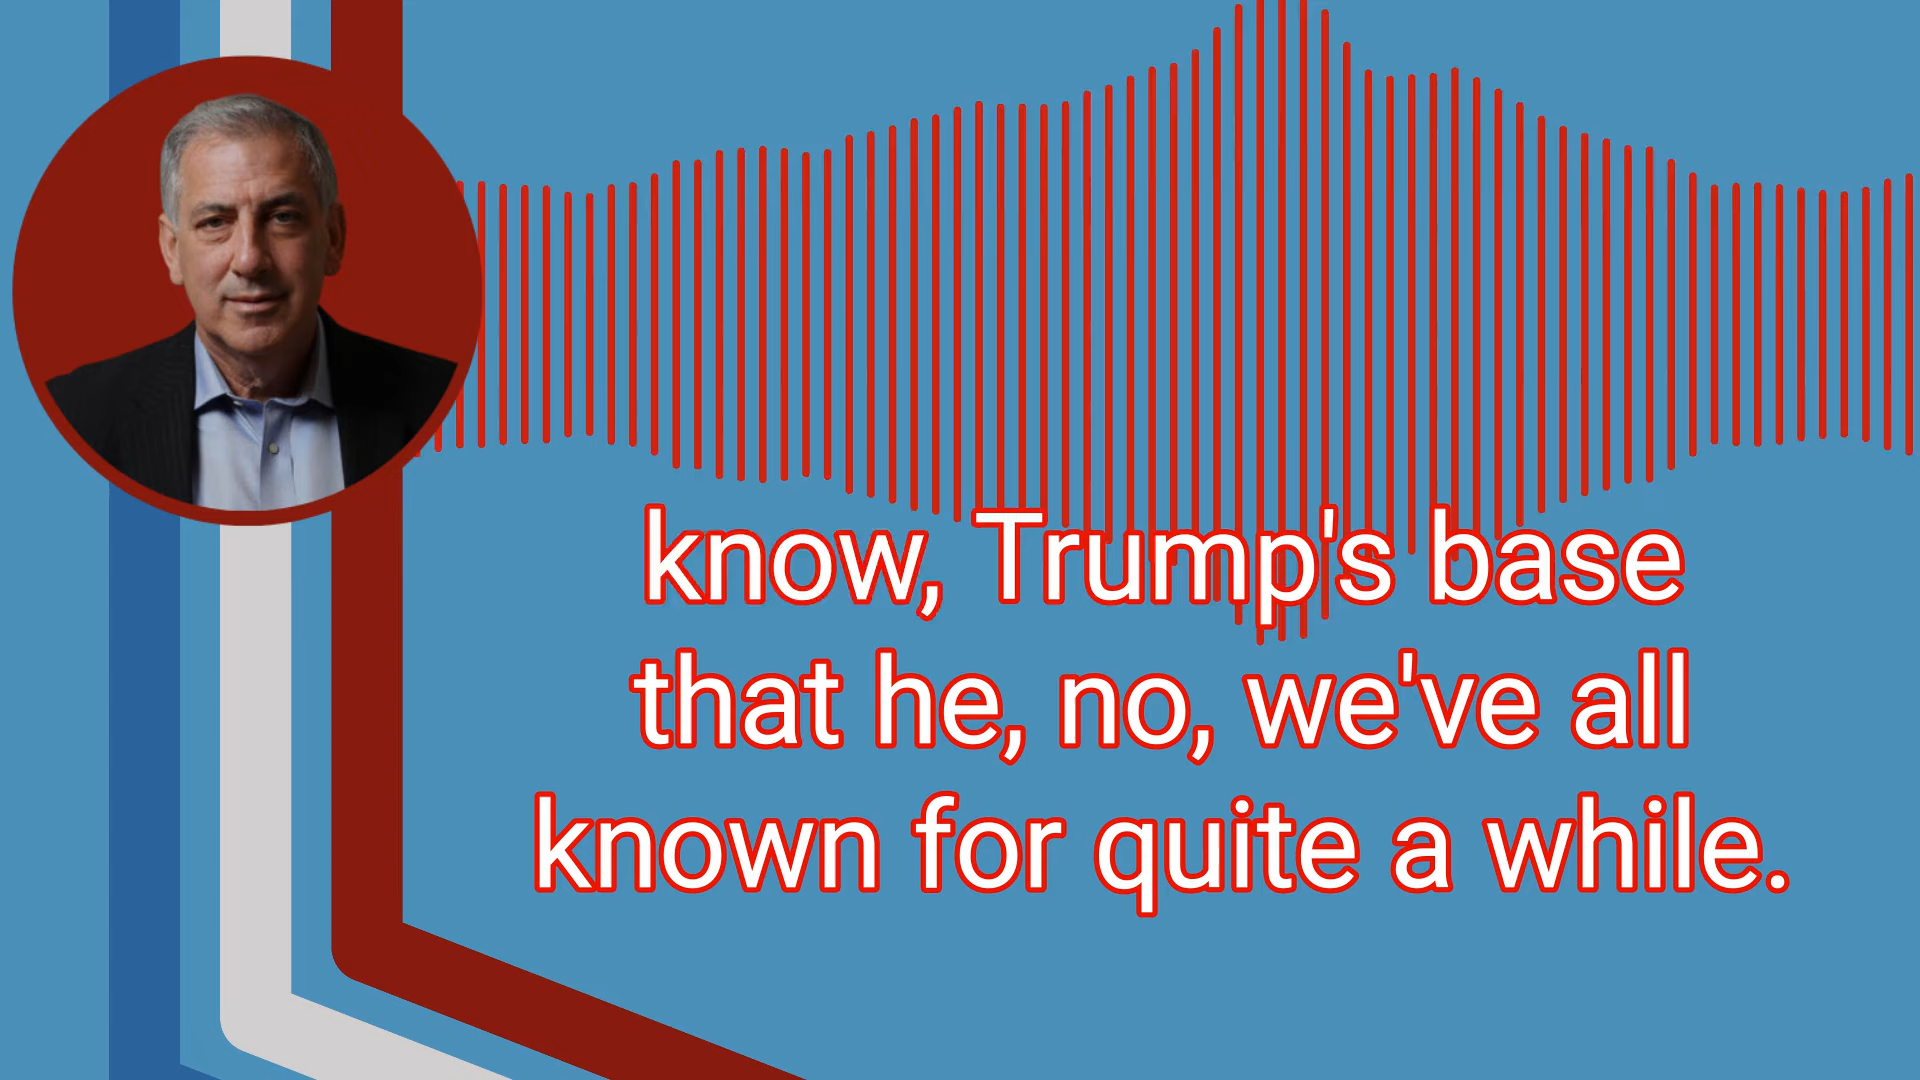 know, Trump's base
that he, no, we've all
known for quite a while.